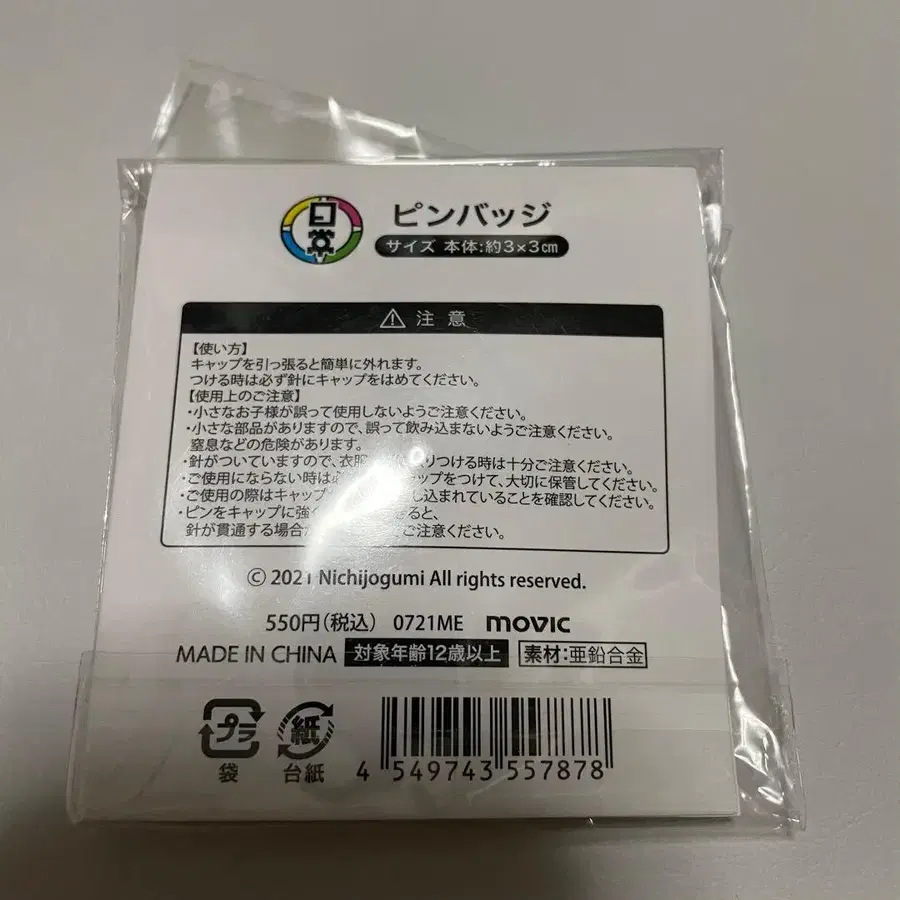 日常
ピンバッジ
サイズ 本体:約3×3cm
注意
【使い方】
キャップを引っ張ると簡単に外れます。
つける時は必ず針にキャップをはめてください。
【使用上のご注意】
・小さなお子様が誤って使用しないようご注意ください。
・小さな部品がありますので、誤って飲み込まないようご注意ください。
窒息などの危険があります。
・針がついていますので、衣服 りつける時は十分ご注意ください。
・ご使用にならない時は必 ップをつけて、大切に保管してください。
・ご使用の際はキャップ し込まれていることを確認してください。
・ピンをキャップに強く ると、
針が貫通する場合が ご注意ください。
© 2021 Nichijogumi All rights reserved.
550円(税込) 0721ME movic
MADE IN CHINA 対象年齢12歳以上 素材:亜鉛合金
プラ 紙
袋 台紙
4 549743 557878